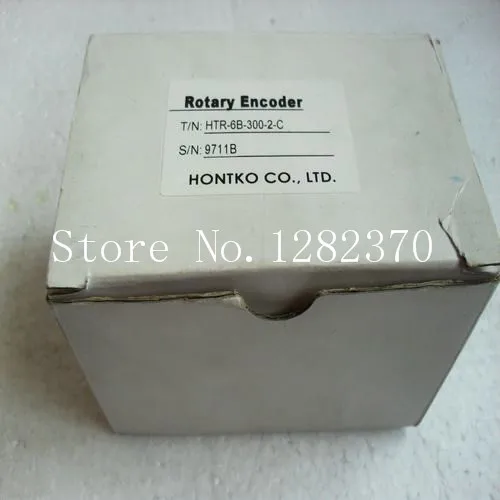 Rotary Encoder
T/N: HTR-6B-300-2-C
S/N: 9711B
HONTKO CO., LTD.
Store No. 1282370